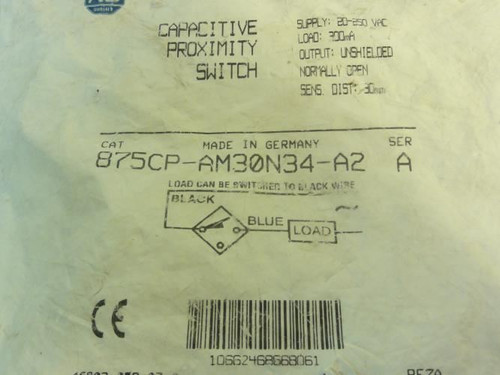 CAPACITIVE
PROXIMITY
SWITCH
SUPPLY: 20-250 VAC
LOAD: 300mA
OUTPUT: UNSHIELDED
NORMALLY OPEN
SENS. DIST: 30mm
CAT
MADE IN GERMANY
SER
875CP-AM30N34-A2 A
LOAD CAN BE SWITCHED TO BLACK WIRE
BLACK
BLUE
LOAD
CE
10662468668061